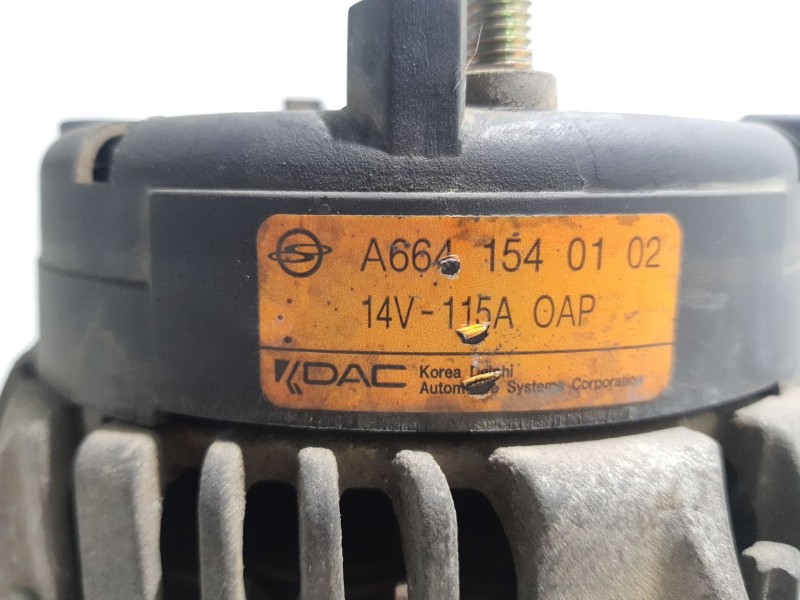 A664 154 01 02
14V-115A OAP
KDAC Korea Delphi
Automotive Systems Corporation